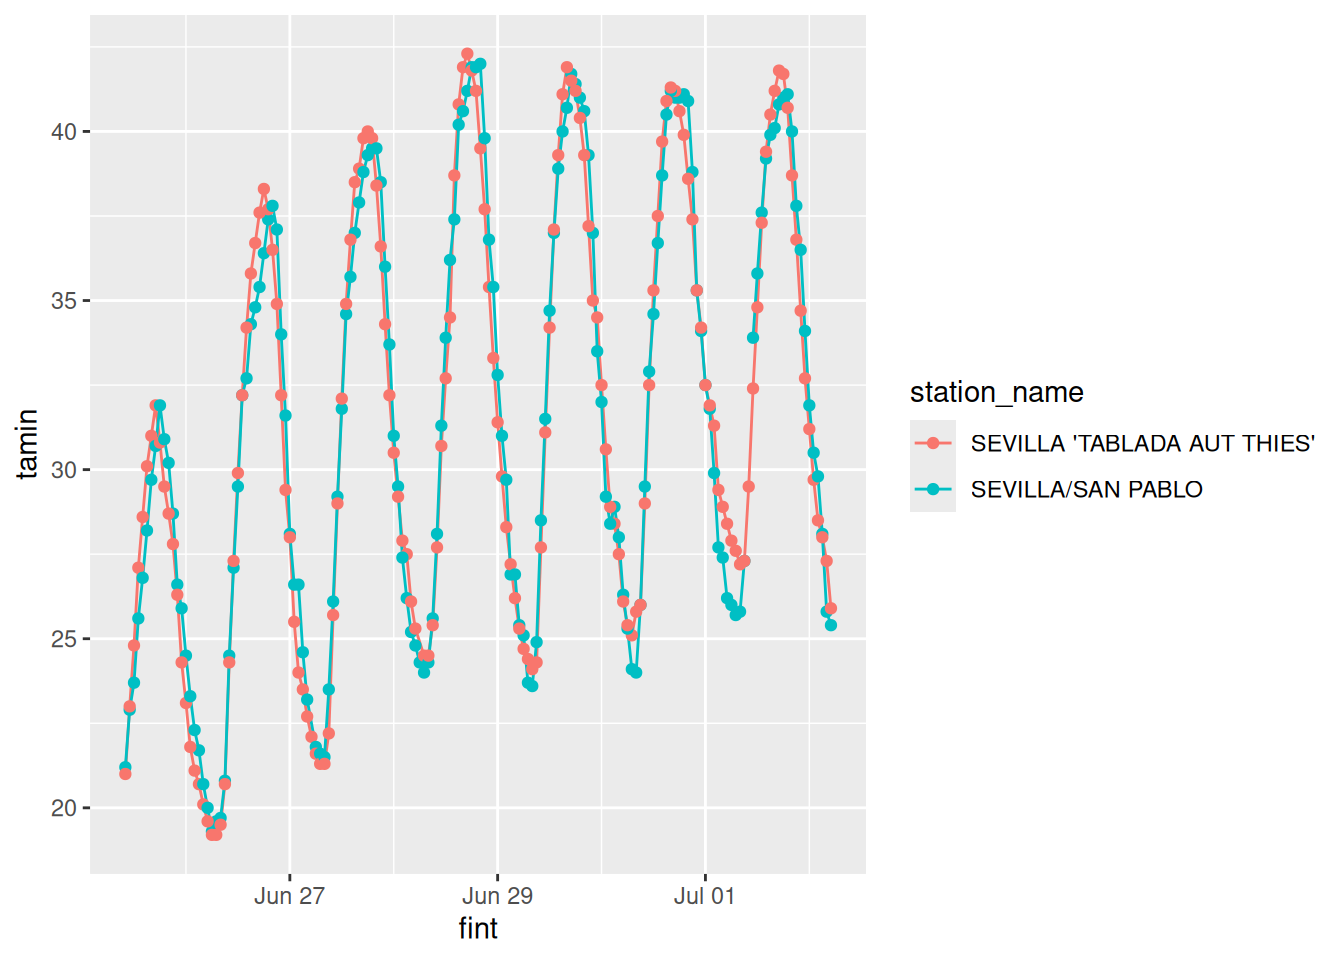 40
35
30
25
20
tamin
Jun 27
Jun 29
Jul 01
fint
station_name
SEVILLA 'TABLADA AUT THIES'
SEVILLA/SAN PABLO